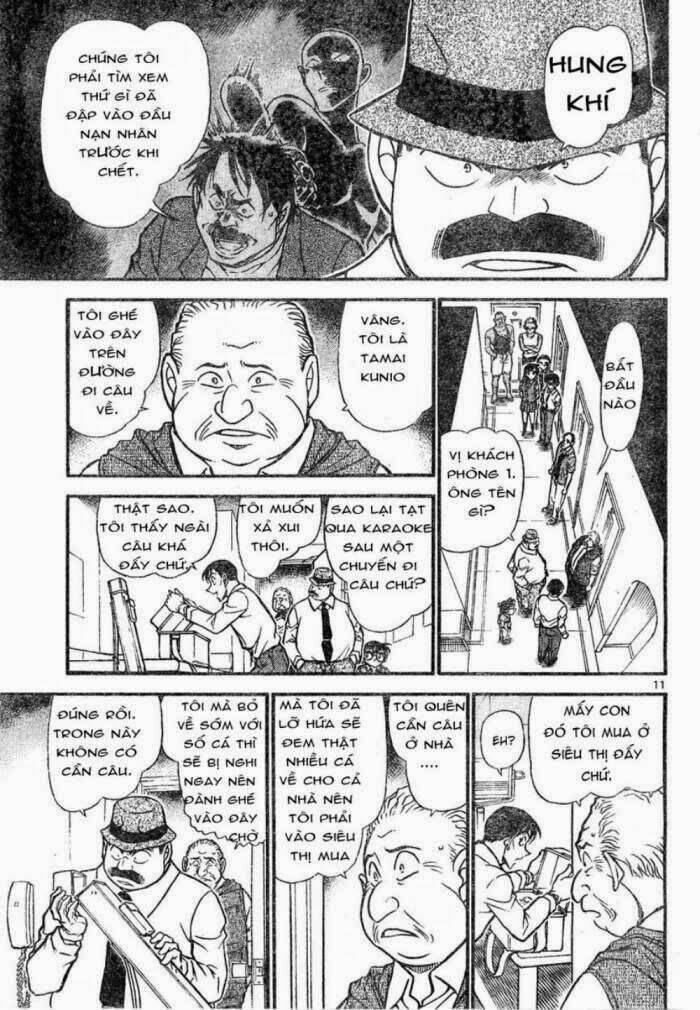 HUNG
KHÍ
CHÚNG TÔI
PHẢI TÌM XEM
THỨ GÌ ĐÃ
ĐẬP VÀO ĐẦU
NẠN NHÂN
TRƯỚC KHI
CHẾT.
BẮT
ĐẦU
NÀO
VỊ KHÁCH
PHÒNG 1.
ÔNG TÊN
GÌ?
VÂNG.
TÔI LÀ
TAMAI
KUNIO
TÔI GHÉ
VÀO ĐÂY
TRÊN
ĐƯỜNG
ĐI CÂU
VỀ.
SAO LẠI TẠT
QUA KARAOKE
SAU MỘT
CHUYẾN ĐI
CÂU CHỨ?
TÔI MUỐN
XẢ XUI
THÔI.
THẬT SAO.
TÔI THẤY NGÀI
CÂU KHÁ
ĐẤY CHỨ.
11
MẤY CON
ĐÓ TÔI MUA Ở
SIÊU THỊ ĐẤY
CHỨ.
EH?
TÔI QUÊN
CẦN CÂU
Ở NHÀ
....
MÀ TÔI ĐÃ
LỠ HỨA SẼ
ĐEM THẬT
NHIỀU CÁ
VỀ CHO CẢ
NHÀ NÊN
TÔI PHẢI
VÀO SIÊU
THỊ MUA
TÔI MÀ BỎ
VỀ SỚM VỚI
SỐ CÁ THÌ
SẼ BỊ NGHI
NGAY NÊN
ĐÀNH GHÉ
VÀO ĐÂY
CHỜ
ĐÚNG RỒI.
TRONG NÀY
KHÔNG CÓ
CẦN CÂU.